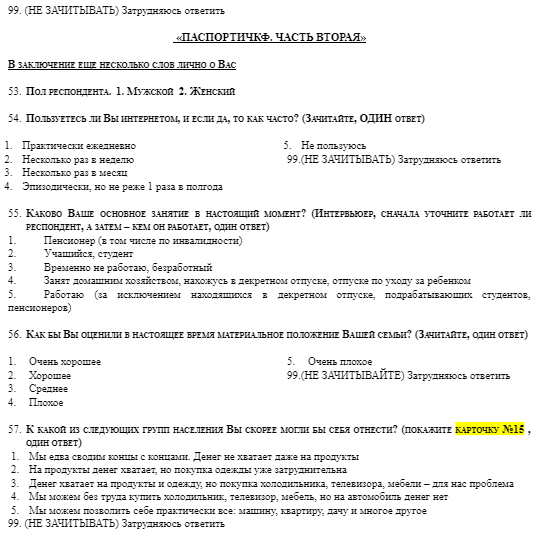 99. (НЕ ЗАЧИТЫВАТЬ) Затрудняюсь ответить
«ПАСПОРТИЧКФ. ЧАСТЬ ВТОРАЯ»
В ЗАКЛЮЧЕНИЕ ЕЩЕ НЕСКОЛЬКО СЛОВ ЛИЧНО О ВАС
53. ПОЛ РЕСПОНДЕНТА. 1. МУЖСКОЙ 2. ЖЕНСКИЙ
54. ПОЛЬЗУЕТЕСЬ ЛИ ВЫ ИНТЕРНЕТОМ, И ЕСЛИ ДА, ТО КАК ЧАСТО? (ЗАЧИТАЙТЕ, ОДИН ОТВЕТ)
1. Практически ежедневно 5. Не пользуюсь
2. Несколько раз в неделю 99.(НЕ ЗАЧИТЫВАТЬ) Затрудняюсь ответить
3. Несколько раз в месяц
4. Эпизодически, но не реже 1 раза в полгода
55. КАКОВО ВАШЕ ОСНОВНОЕ ЗАНЯТИЕ В НАСТОЯЩИЙ МОМЕНТ? (ИНТЕРВЬЮЕР, СНАЧАЛА УТОЧНИТЕ РАБОТАЕТ ЛИ
РЕСПОНДЕНТ, А ЗАТЕМ – КЕМ ОН РАБОТАЕТ, ОДИН ОТВЕТ)
1. Пенсионер (в том числе по инвалидности)
2. Учащийся, студент
3. Временно не работаю, безработный
4. Занят домашним хозяйством, нахожусь в декретном отпуске, отпуске по уходу за ребенком
5. Работаю (за исключением находящихся в декретном отпуске, подрабатывающих студентов,
пенсионеров)
56. КАК БЫ ВЫ ОЦЕНИЛИ В НАСТОЯЩЕЕ ВРЕМЯ МАТЕРИАЛЬНОЕ ПОЛОЖЕНИЕ ВАШЕЙ СЕМЬИ? (ЗАЧИТАЙТЕ, ОДИН ОТВЕТ)
1. Очень хорошее 5. Очень плохое
2. Хорошее 99.(НЕ ЗАЧИТЫВАЙТЕ) Затрудняюсь ответить
3. Среднее
4. Плохое
57. К КАКОЙ ИЗ СЛЕДУЮЩИХ ГРУПП НАСЕЛЕНИЯ ВЫ СКОРЕЕ МОГЛИ БЫ СЕБЯ ОТНЕСТИ? (ПОКАЖИТЕ КАРТОЧКУ №15 ,
ОДИН ОТВЕТ)
1. Мы едва сводим концы с концами. Денег не хватает даже на продукты
2. На продукты денег хватает, но покупка одежды уже затруднительна
3. Денег хватает на продукты и одежду, но покупка холодильника, телевизора, мебели – для нас проблема
4. Мы можем без труда купить холодильник, телевизор, мебель, но на автомобиль денег нет
5. Мы можем позволить себе практически все: машину, квартиру, дачу и многое другое
99. (НЕ ЗАЧИТЫВАТЬ) Затрудняюсь ответить